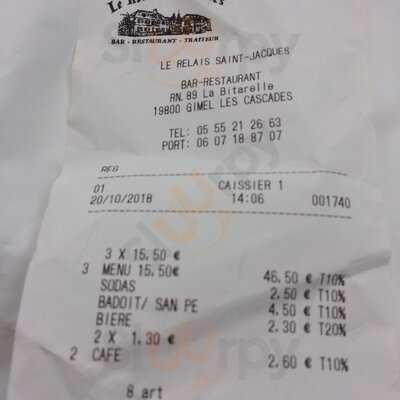 BAR - RESTAURANT - TRAITEUR
LE RELAIS SAINT-JACQUES
BAR-RESTAURANT
RN.89 La Bitarelle
19800 GIMEL LES CASCADES
TEL: 05 55 21 26 63
PORT: 06 07 18 87 07
REG
01 CAISSIER 1
20/10/2018 14:06 001740
3 X 15.50 €
3 MENU 15.50€ 46.50 € T10%
SODAS 2.50 € T10%
BADOIT/ SAN PE 4.50 € T10%
BIERE 2.30 € T20%
2 X 1.30 €
2 CAFE 2.60 € T10%
8 art